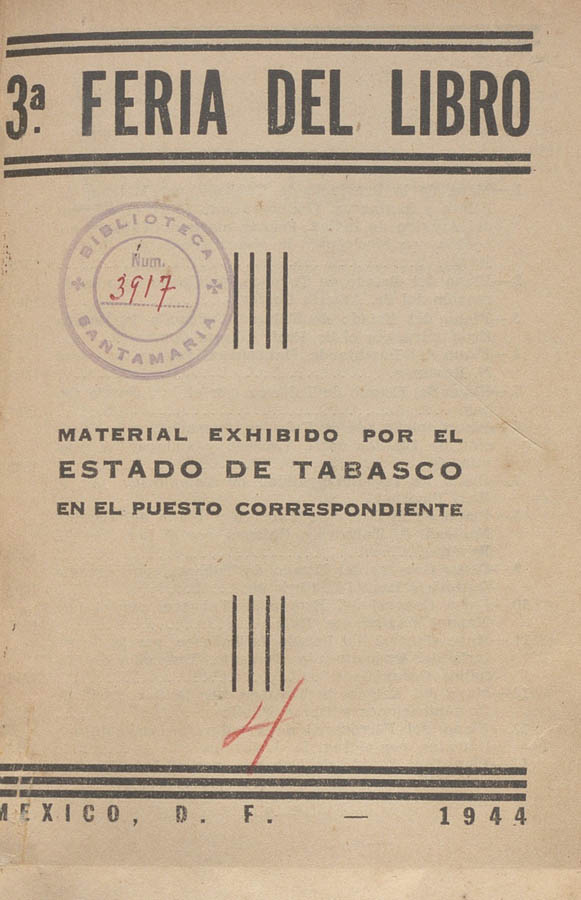 3ª. FERIA DEL LIBRO
BIBLIOTECA
Núm.
3917
SANTAMARIA
MATERIAL EXHIBIDO POR EL
ESTADO DE TABASCO
EN EL PUESTO CORRESPONDIENTE
4
MEXICO, D. F. — 1944